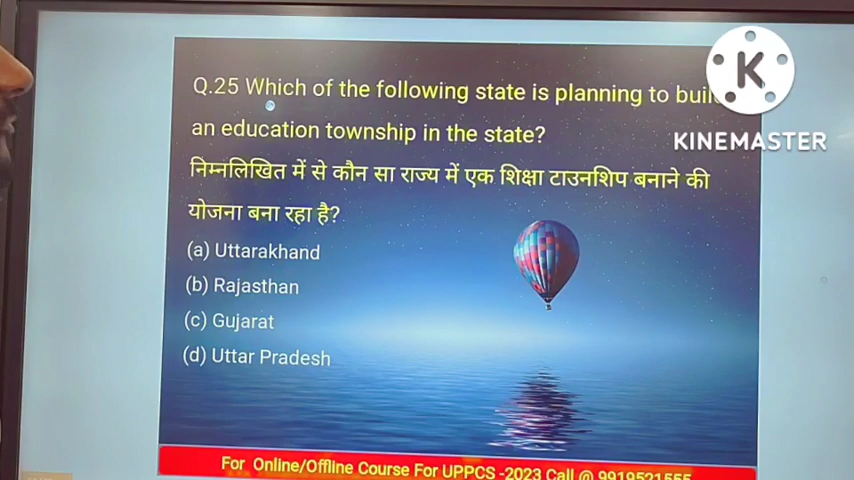 Q.25 Which of the following state is planning to
an education township in the state?
निम्नलिखित में से कौन सा राज्य में एक शिक्षा टाउनशिप बनाने की
योजना बना रहा है?
(a) Uttarakhand
(b) Rajasthan
(c) Gujarat
(d) Uttar Pradesh
For Online/Offline Course For UPPCS -2023 Call @ 9919521555
K
KINEMASTER